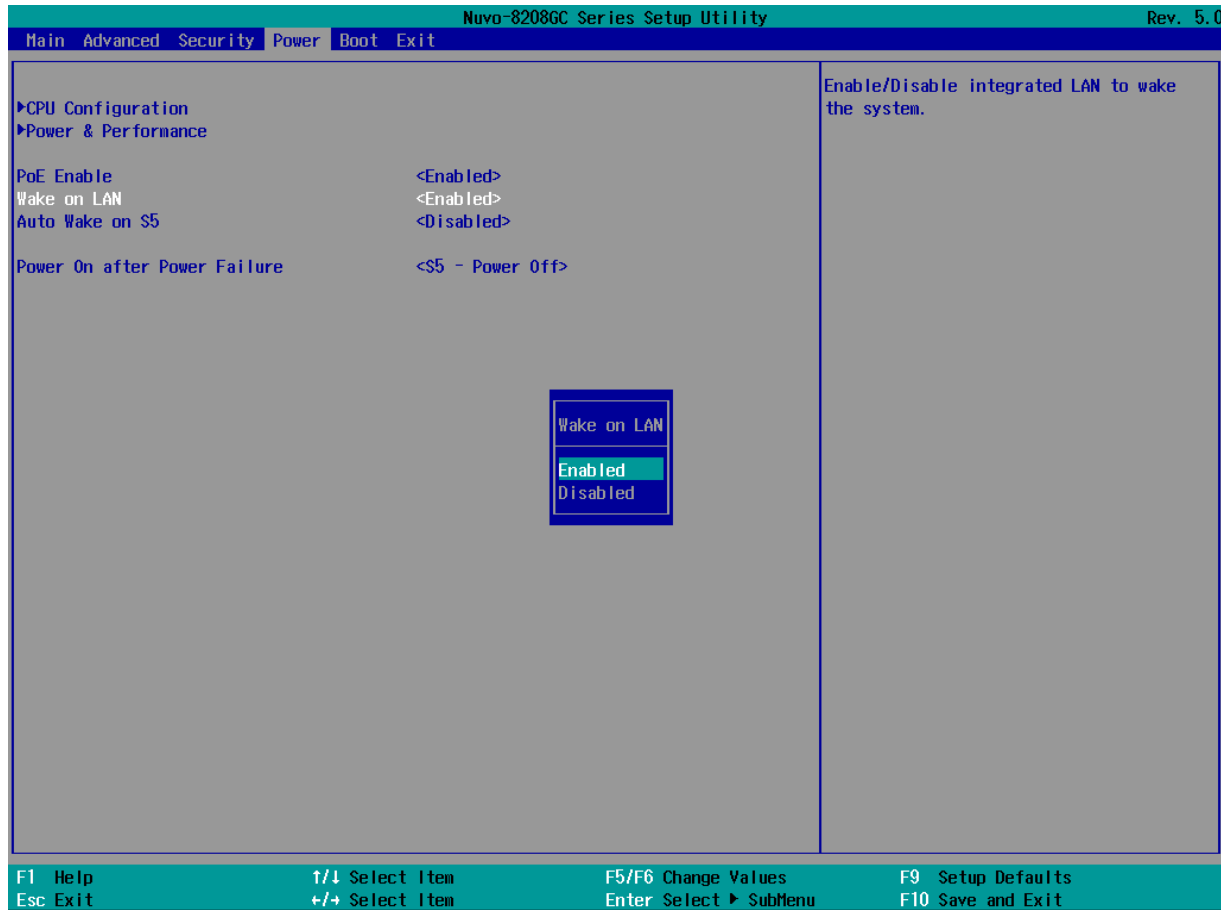 Nuvo-8208GC Series Setup Utility Rev. 5.0
Main Advanced Security Power Boot Exit
Enable/Disable integrated LAN to wake
the system.
▶CPU Configuration
▶Power & Performance
PoE Enable <Enabled>
Wake on LAN <Enabled>
Auto Wake on S5 <Disabled>
Power On after Power Failure <S5 - Power Off>
Wake on LAN
Enabled
Disabled
F1 Help ↑/↓ Select Item F5/F6 Change Values F9 Setup Defaults
Esc Exit ←/→ Select Item Enter Select ▶ SubMenu F10 Save and Exit